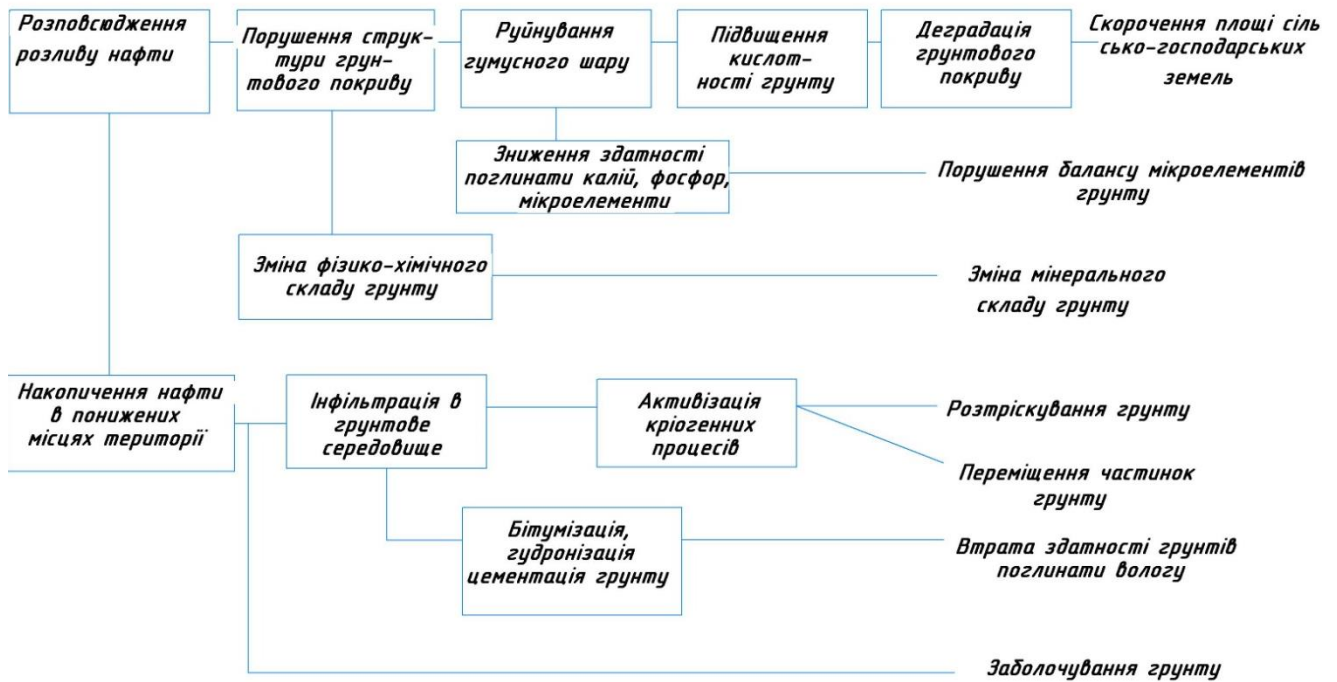 Розповсюдження
розливу нафти
Порушення струк-
тури грун-
тового покриву
Руйнування
гумусного шару
Підвищення
кислот-
ності грунту
Деградація
грунтового
покриву
Скорочення площі сіль
сько-господарських
земель
Зниження здатності
поглинати калій, фосфор,
мікроелементи
Порушення балансу мікроелементів
грунту
Зміна фізико-хімічного
складу грунту
Зміна мінерального
складу грунту
Накопичення нафти
в понижених
місцях території
Інфільтрація в
грунтове
середовище
Активізація
кріогенних
процесів
Розтріскування грунту
Переміщення частинок
грунту
Бітумізація,
гудронізація
цементація грунту
Втрата здатності грунтів
поглинати вологу
Заболочування грунту